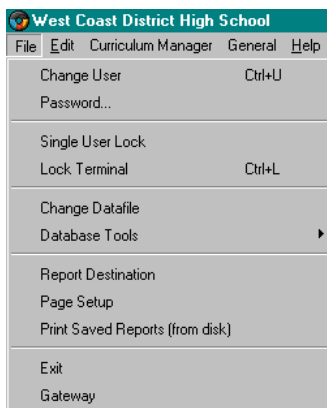 West Coast District High School
File Edit Curriculum Manager General Help
Change User Ctrl+U
Password...
Single User Lock
Lock Terminal Ctrl+L
Change Datafile
Database Tools
Report Destination
Page Setup
Print Saved Reports (from disk)
Exit
Gateway